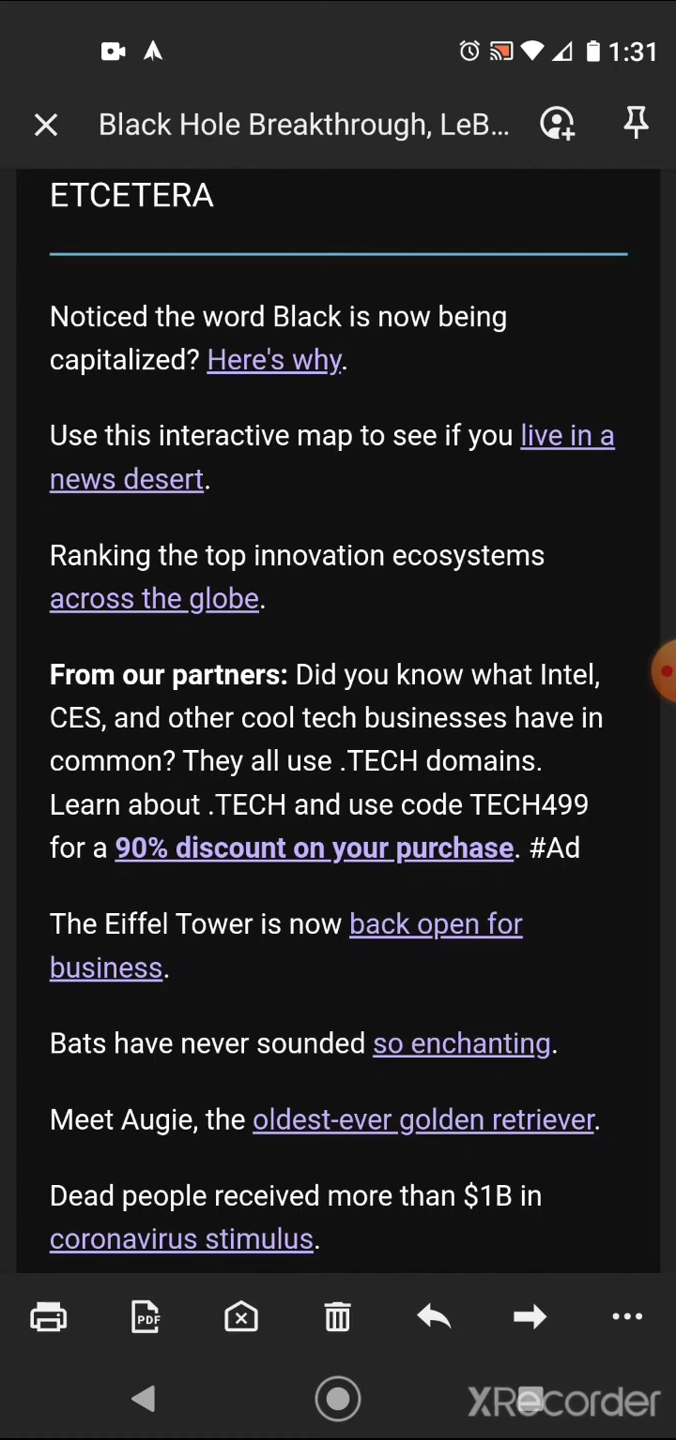 1:31
Black Hole Breakthrough, LeB...
ETCETERA
Noticed the word Black is now being
capitalized? Here's why.
Use this interactive map to see if you live in a
news desert.
Ranking the top innovation ecosystems
across the globe.
From our partners: Did you know what Intel,
CES, and other cool tech businesses have in
common? They all use .TECH domains.
Learn about .TECH and use code TECH499
for a 90% discount on your purchase. #Ad
The Eiffel Tower is now back open for
business.
Bats have never sounded so enchanting.
Meet Augie, the oldest-ever golden retriever.
Dead people received more than $1B in
coronavirus stimulus.
PDF
XRecorder